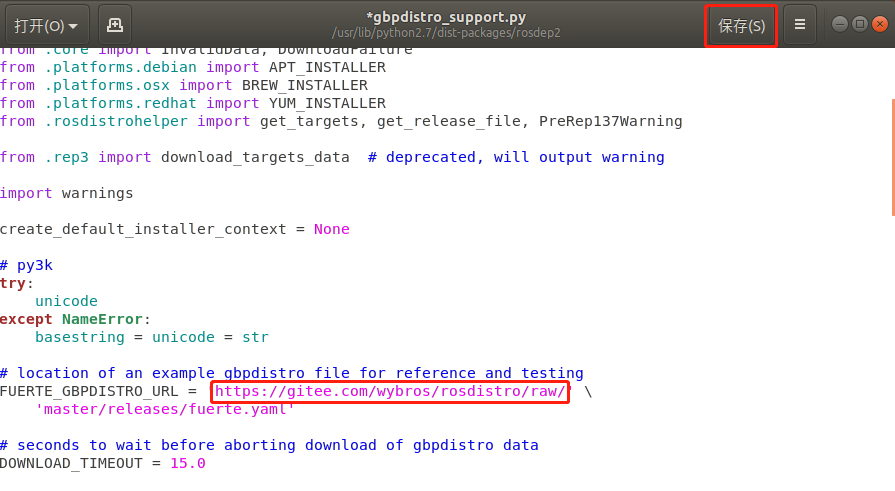 打开(O)
*gbpdistro_support.py
/usr/lib/python2.7/dist-packages/rosdep2
保存(S)
from .core import InvalidData, DownloadFailure
from .platforms.debian import APT_INSTALLER
from .platforms.osx import BREW_INSTALLER
from .platforms.redhat import YUM_INSTALLER
from .rosdistrohelper import get_targets, get_release_file, PreRep137Warning
from .rep3 import download_targets_data  # deprecated, will output warning
import warnings
create_default_installer_context = None
# py3k
try:
    unicode
except NameError:
    basestring = unicode = str
# location of an example gbpdistro file for reference and testing
FUERTE_GBPDISTRO_URL = 'https://gitee.com/wybros/rosdistro/raw/' \
    'master/releases/fuerte.yaml'
# seconds to wait before aborting download of gbpdistro data
DOWNLOAD_TIMEOUT = 15.0